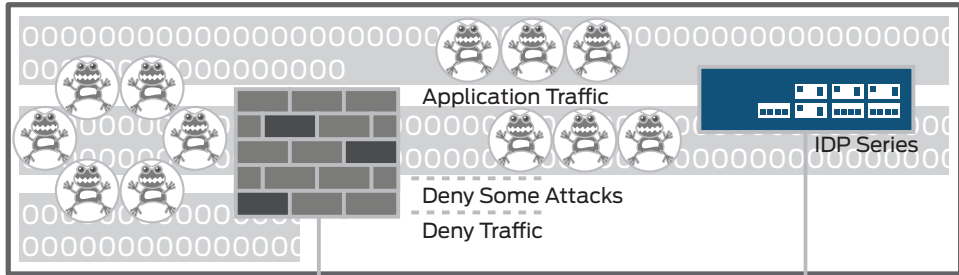 Application Traffic
IDP Series
Deny Some Attacks
Deny Traffic